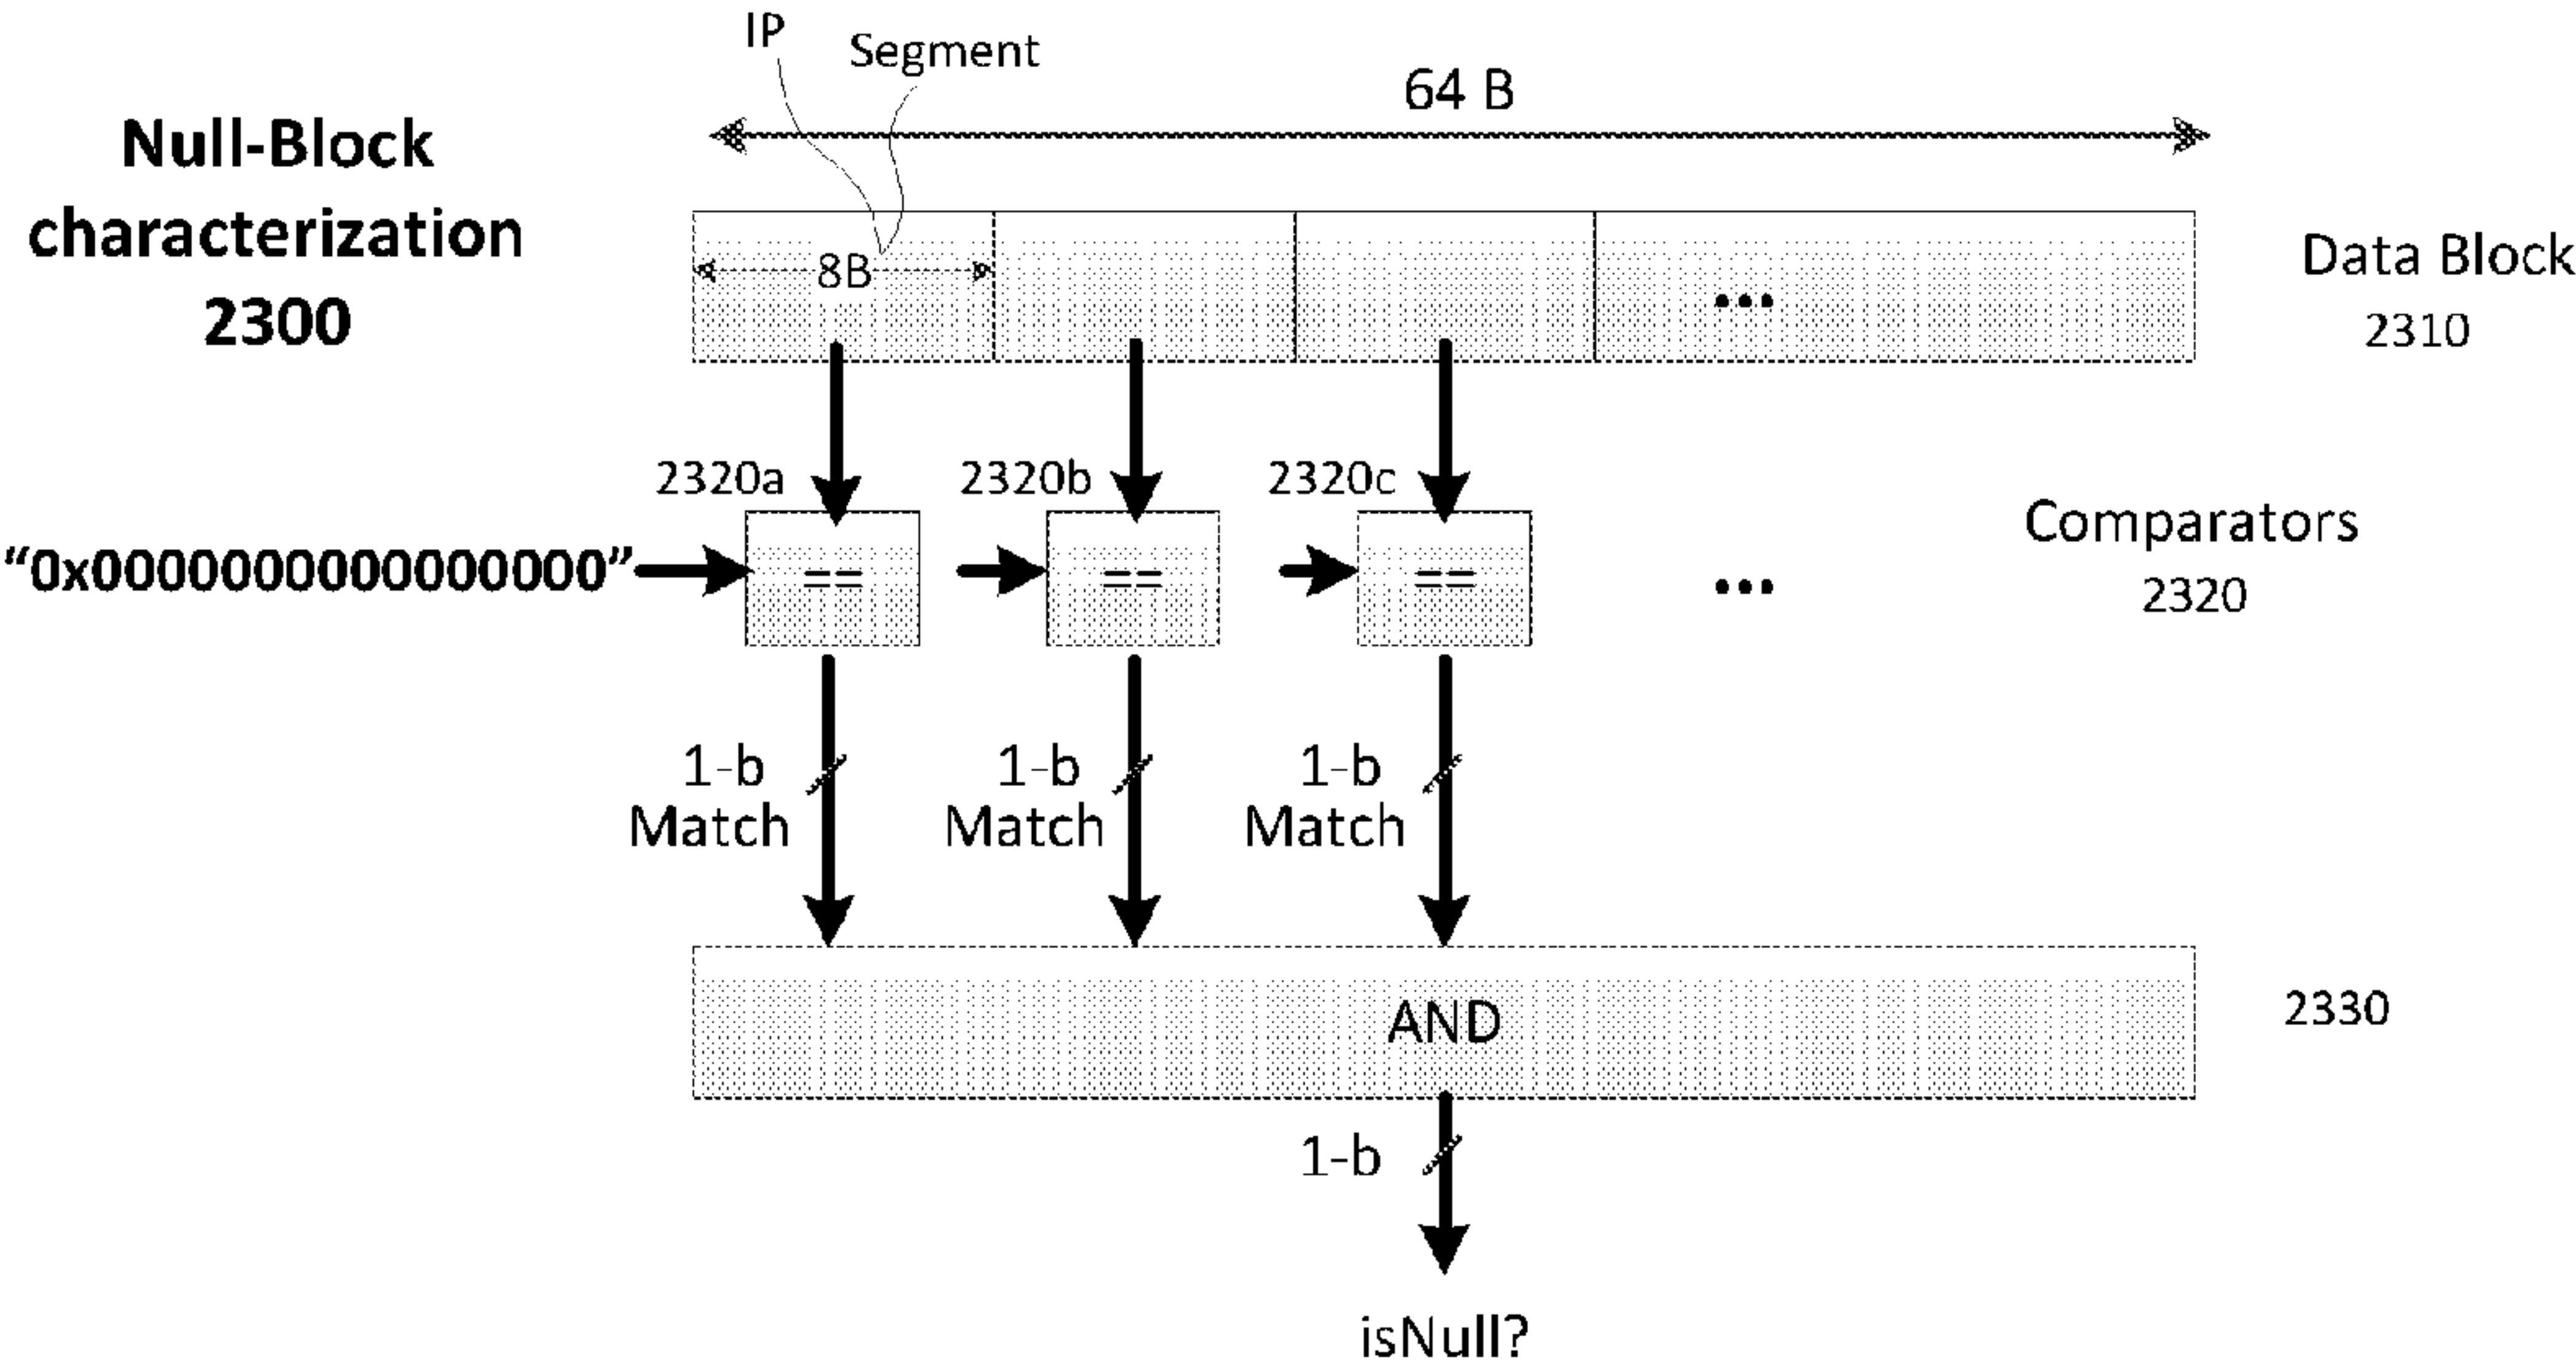 IP
Segment
64 B
Null-Block
characterization
2300
8B
...
Data Block
2310
2320a
2320b
2320c
"0x0000000000000000"
==
==
==
...
Comparators
2320
1-b
Match
1-b
Match
1-b
Match
AND
2330
1-b
isNull?